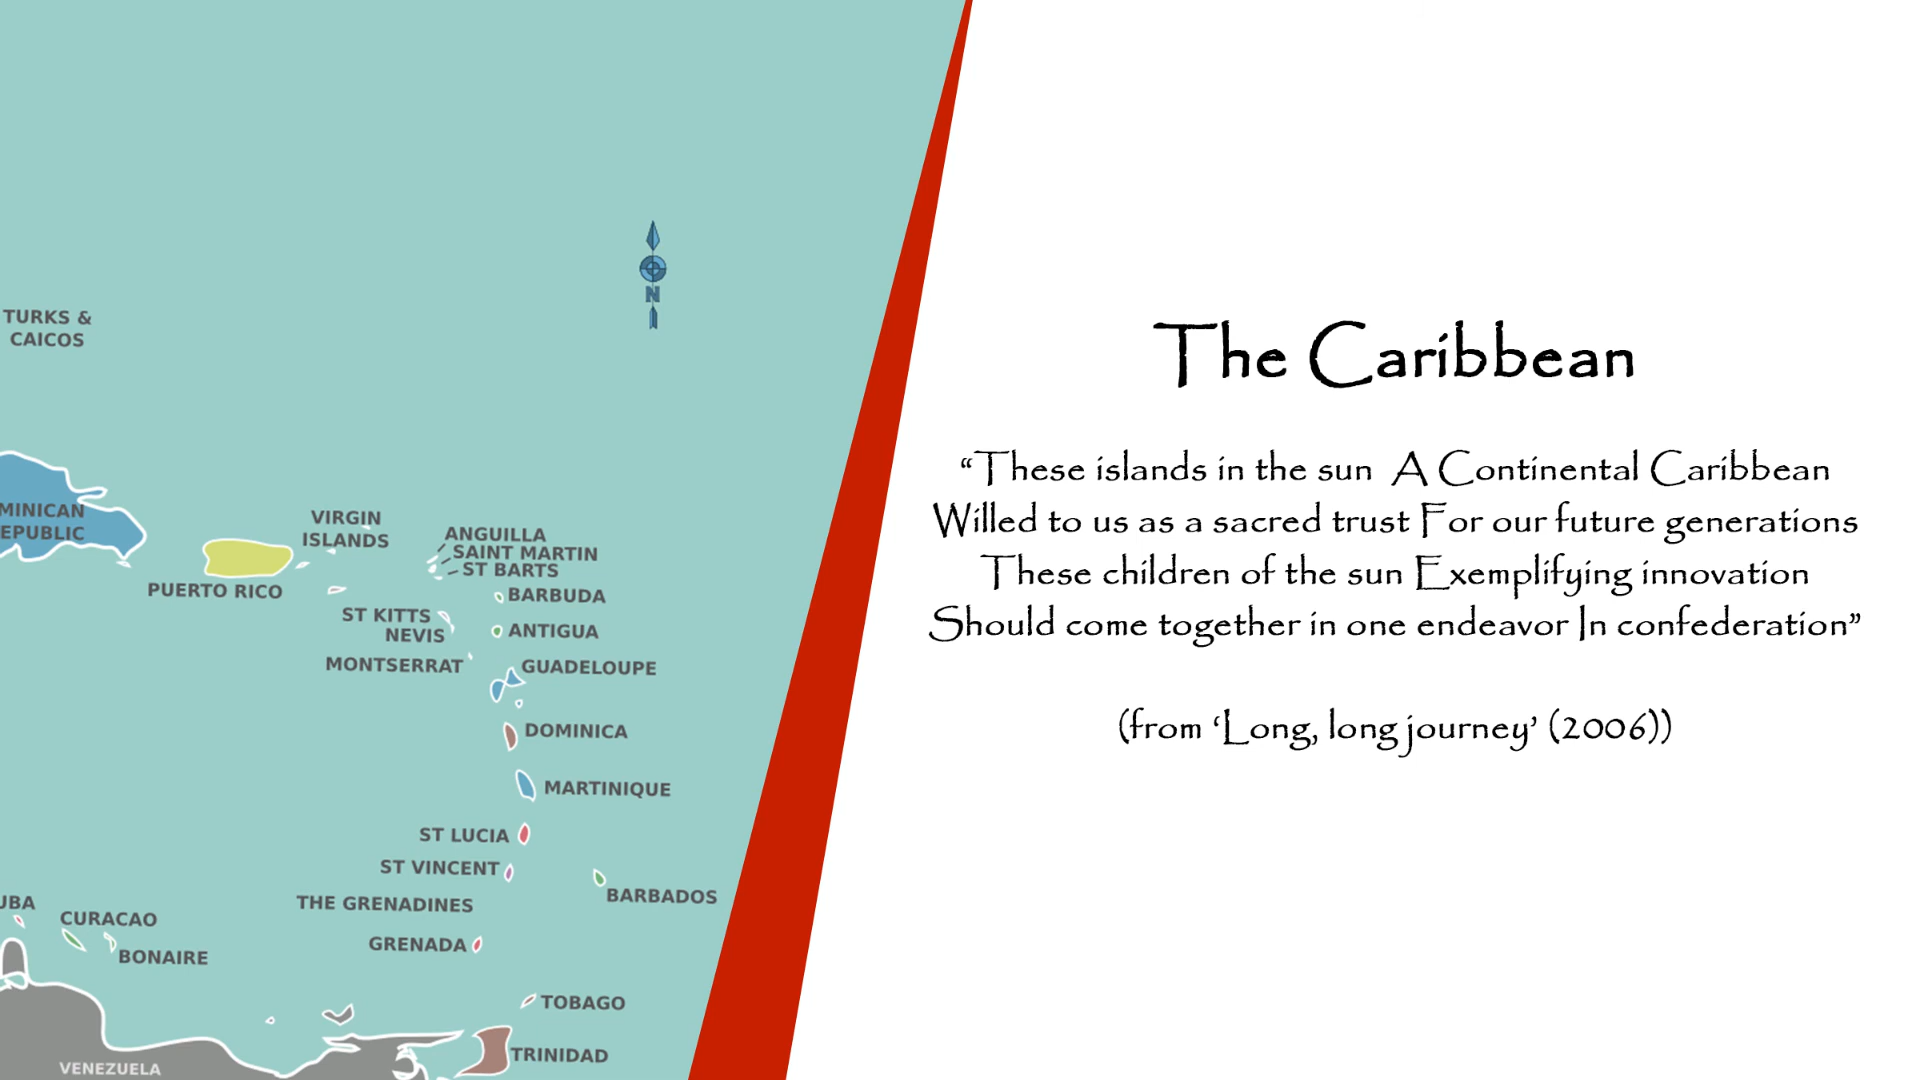 N
TURKS &
CAICOS
MINICAN
EPUBLIC
PUERTO RICO
VIRGIN
ISLANDS
ANGUILLA
SAINT MARTIN
ST BARTS
BARBUDA
ST KITTS
NEVIS
ANTIGUA
MONTSERRAT
GUADELOUPE
DOMINICA
MARTINIQUE
ST LUCIA
ST VINCENT
BARBADOS
THE GRENADINES
GRENADA
UBA
CURACAO
BONAIRE
TOBAGO
TRINIDAD
VENEZUELA
The Caribbean
“These islands in the sun A Continental Caribbean
Willed to us as a sacred trust For our future generations
These children of the sun Exemplifying innovation
Should come together in one endeavor In confederation”
(from ‘Long, long journey’ (2006))